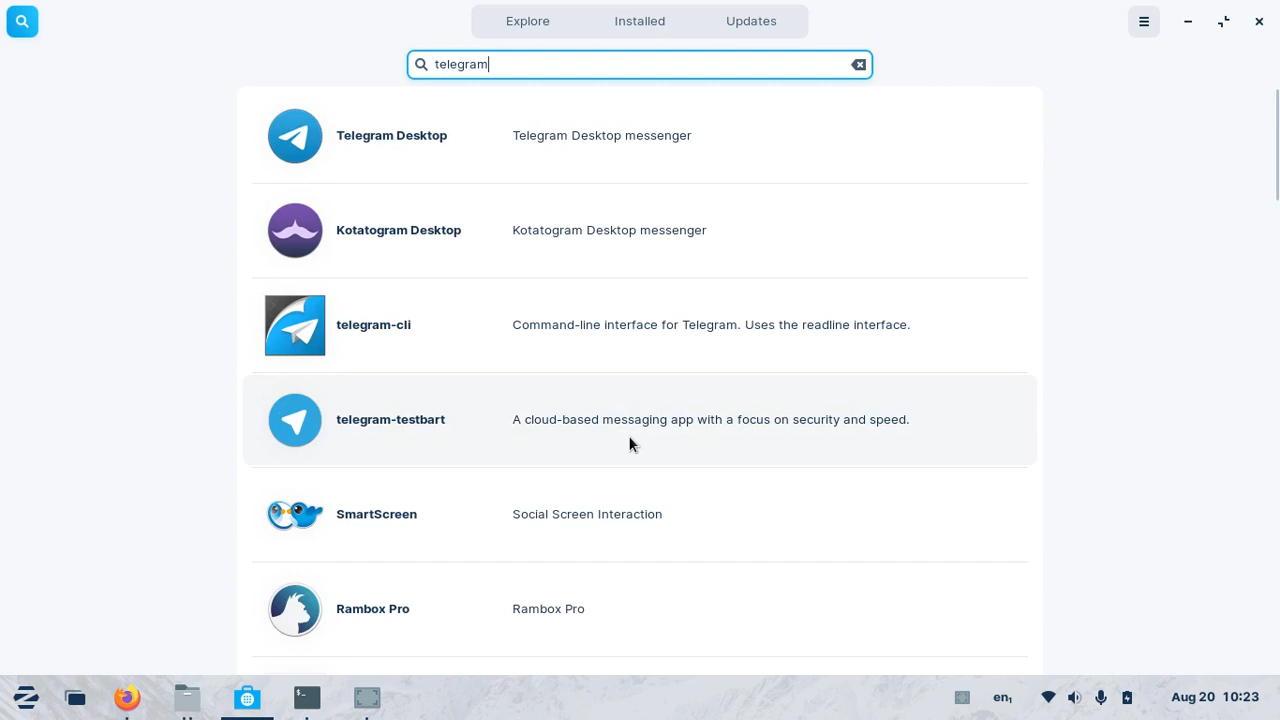 Explore Installed Updates
telegram
Telegram Desktop Telegram Desktop messenger
Kotatogram Desktop Kotatogram Desktop messenger
telegram-cli Command-line interface for Telegram. Uses the readline interface.
telegram-testbart A cloud-based messaging app with a focus on security and speed.
SmartScreen Social Screen Interaction
Rambox Pro Rambox Pro
en₁ Aug 20 10:23